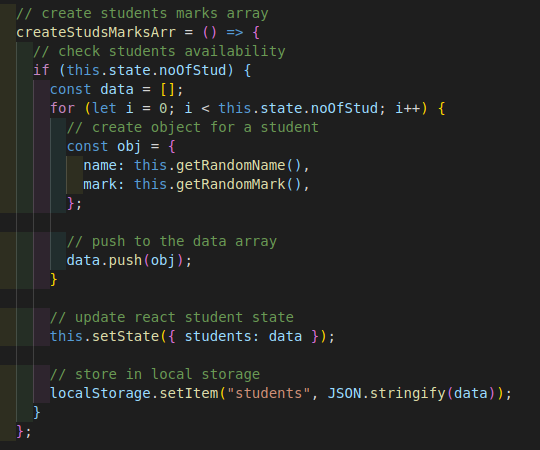 // create students marks array
createStudsMarksArr = () => {
// check students availability
if (this.state.noOfStud) {
const data = [];
for (let i = 0; i < this.state.noOfStud; i++) {
// create object for a student
const obj = {
name: this.getRandomName(),
mark: this.getRandomMark(),
};
// push to the data array
data.push(obj);
}
// update react student state
this.setState({ students: data });
// store in local storage
localStorage.setItem("students", JSON.stringify(data));
}
};